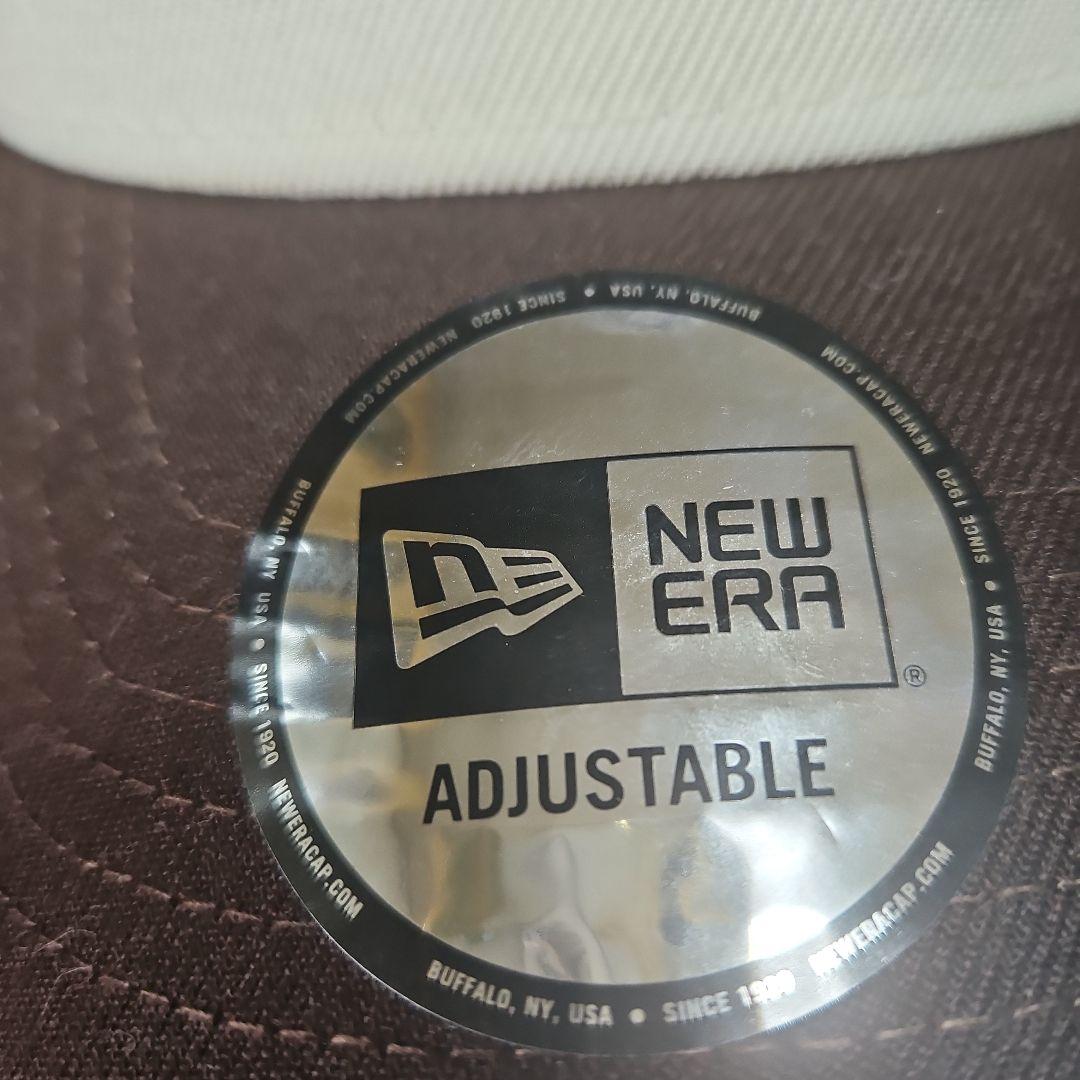 NEW
ERA
®
ADJUSTABLE
BUFFALO, NY, USA • SINCE 1920 NEWERACAP.COM
BUFFALO, NY, USA • SINCE 1920 NEWERACAP.COM
BUFFALO, NY, USA • SINCE 1920 NEWERACAP.COM
BUFFALO, NY, USA • SINCE 1920 NEWERACAP.COM